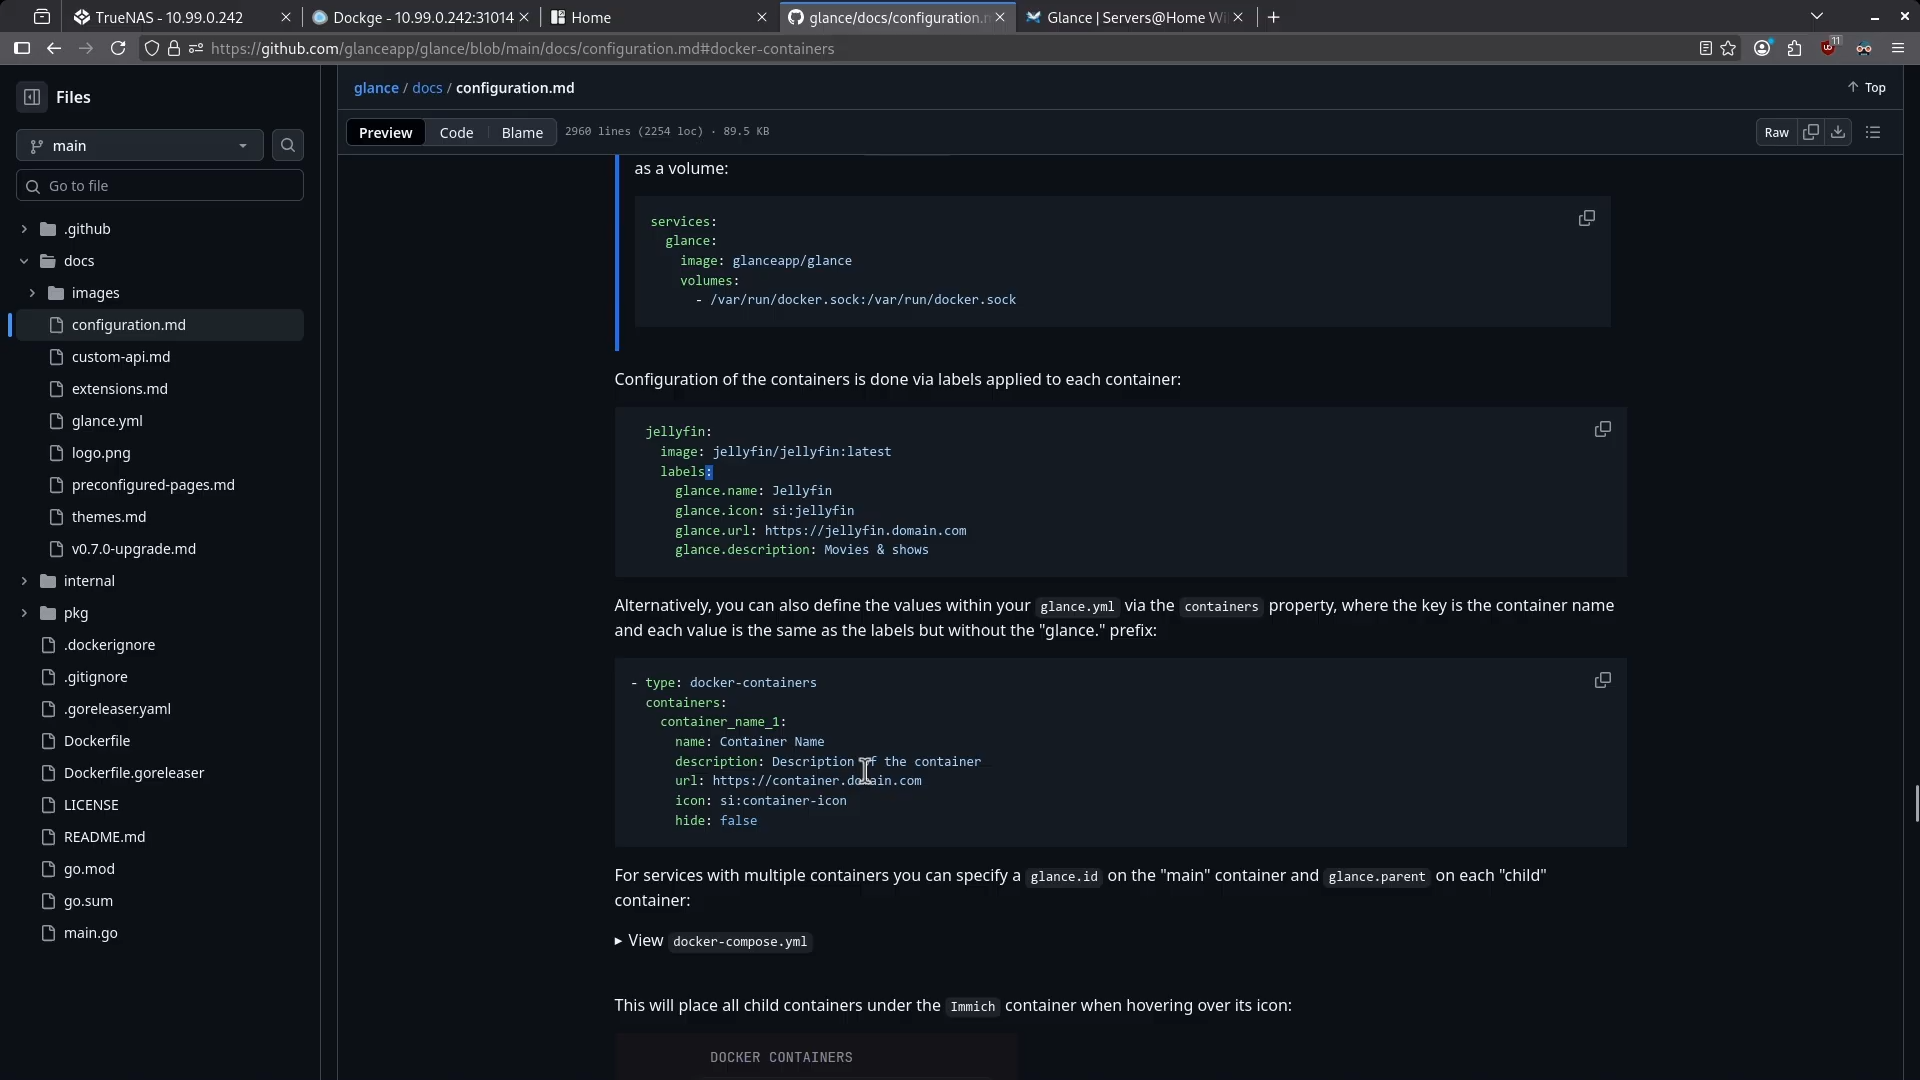 TrueNAS - 10.99.0.242
Dockge - 10.99.0.242:31014
Home
glance/docs/configuration.m
Glance | Servers@Home Wi
https://github.com/glanceapp/glance/blob/main/docs/configuration.md#docker-containers
11
Files
glance / docs / configuration.md
Top
main
Preview
Code
Blame
2960 lines (2254 loc) · 89.5 KB
Raw
Go to file
.github
docs
images
configuration.md
custom-api.md
extensions.md
glance.yml
logo.png
preconfigured-pages.md
themes.md
v0.7.0-upgrade.md
internal
pkg
.dockerignore
.gitignore
.goreleaser.yaml
Dockerfile
Dockerfile.goreleaser
LICENSE
README.md
go.mod
go.sum
main.go
as a volume:
services:
glance:
image: glanceapp/glance
volumes:
- /var/run/docker.sock:/var/run/docker.sock
Configuration of the containers is done via labels applied to each container:
jellyfin:
image: jellyfin/jellyfin:latest
labels:
glance.name: Jellyfin
glance.icon: si:jellyfin
glance.url: https://jellyfin.domain.com
glance.description: Movies & shows
Alternatively, you can also define the values within your glance.yml via the containers property, where the key is the container name
and each value is the same as the labels but without the "glance." prefix:
- type: docker-containers
containers:
container_name_1:
name: Container Name
description: Description of the container
url: https://container.domain.com
icon: si:container-icon
hide: false
For services with multiple containers you can specify a glance.id on the "main" container and glance.parent on each "child"
container:
View docker-compose.yml
This will place all child containers under the Immich container when hovering over its icon:
DOCKER CONTAINERS